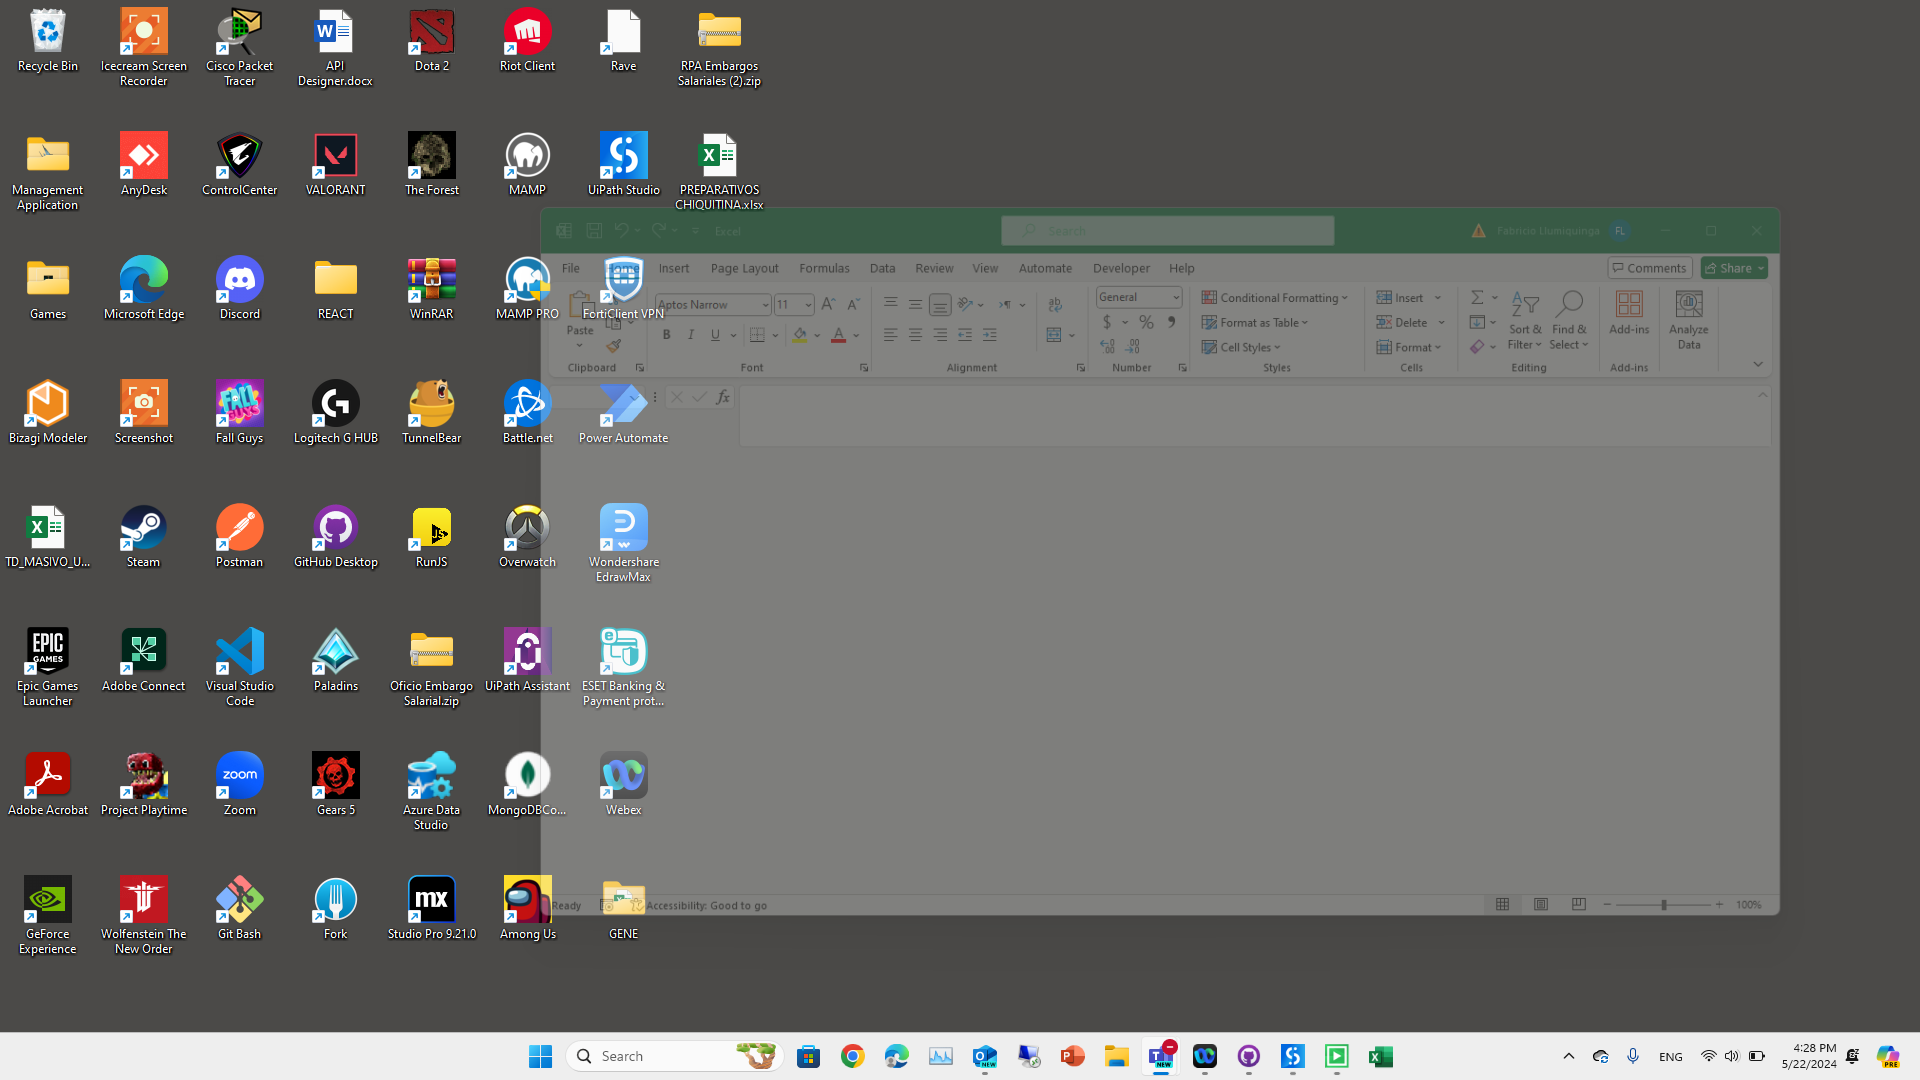 Recycle Bin
Icecream Screen
Recorder
Cisco Packet
Tracer
API
Designer.docx
Dota 2
Riot Client
Rave
RPA Embargos
Salariales (2).zip
Management
Application
AnyDesk
ControlCenter
VALORANT
The Forest
MAMP
UiPath Studio
PREPARATIVOS
CHIQUITINA.xlsx
Excel
Search
Fabricio Llumiquinga
FL
File
Home
Insert
Page Layout
Formulas
Data
Review
View
Automate
Developer
Help
Comments
Share
Games
Microsoft Edge
Discord
REACT
WinRAR
MAMP PRO
FortiClient VPN
Paste
Clipboard
Aptos Narrow
11
B I U
Font
Alignment
General
$ % 9
Number
Conditional Formatting
Format as Table
Cell Styles
Styles
Insert
Delete
Format
Cells
Sort &
Filter
Find &
Select
Editing
Add-ins
Add-ins
Analyze
Data
fx
Bizagi Modeler
Screenshot
Fall Guys
Logitech G HUB
TunnelBear
Battle.net
Power Automate
TD_MASIVO_U...
Steam
Postman
GitHub Desktop
RunJS
Overwatch
Wondershare
EdrawMax
EPIC
GAMES
Epic Games
Launcher
Adobe Connect
Visual Studio
Code
Paladins
Oficio Embargo
Salarial.zip
UiPath Assistant
ESET Banking &
Payment prot...
Adobe Acrobat
Project Playtime
zoom
Zoom
Gears 5
Azure Data
Studio
MongoDBCo...
Webex
GeForce
Experience
Wolfenstein The
New Order
Git Bash
Fork
mx
Studio Pro 9.21.0
Among Us
GENE
Ready
Accessibility: Good to go
100%
Search
NEW
NEW
ENG
4:28 PM
5/22/2024
PRE